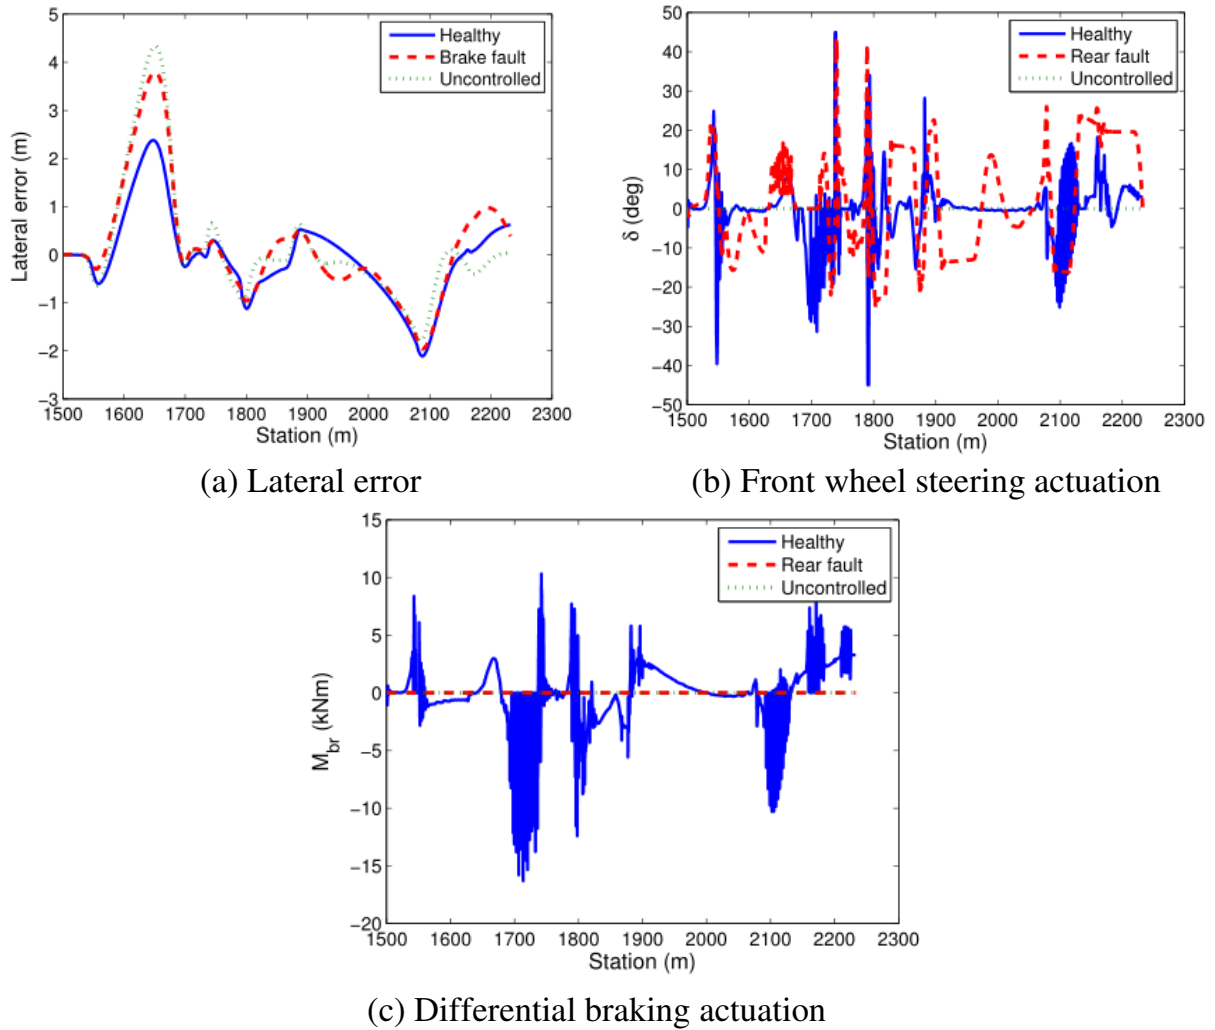 5
4
3
2
1
0
−1
−2
−3
Lateral error (m)
Healthy
Brake fault
Uncontrolled
1500 1600 1700 1800 1900 2000 2100 2200 2300
Station (m)
(a) Lateral error
50
40
30
20
10
0
−10
−20
−30
−40
−50
δ (deg)
Healthy
Rear fault
Uncontrolled
1500 1600 1700 1800 1900 2000 2100 2200 2300
Station (m)
(b) Front wheel steering actuation
15
10
5
0
−5
−10
−15
−20
M_br (kNm)
Healthy
Rear fault
Uncontrolled
1500 1600 1700 1800 1900 2000 2100 2200 2300
Station (m)
(c) Differential braking actuation